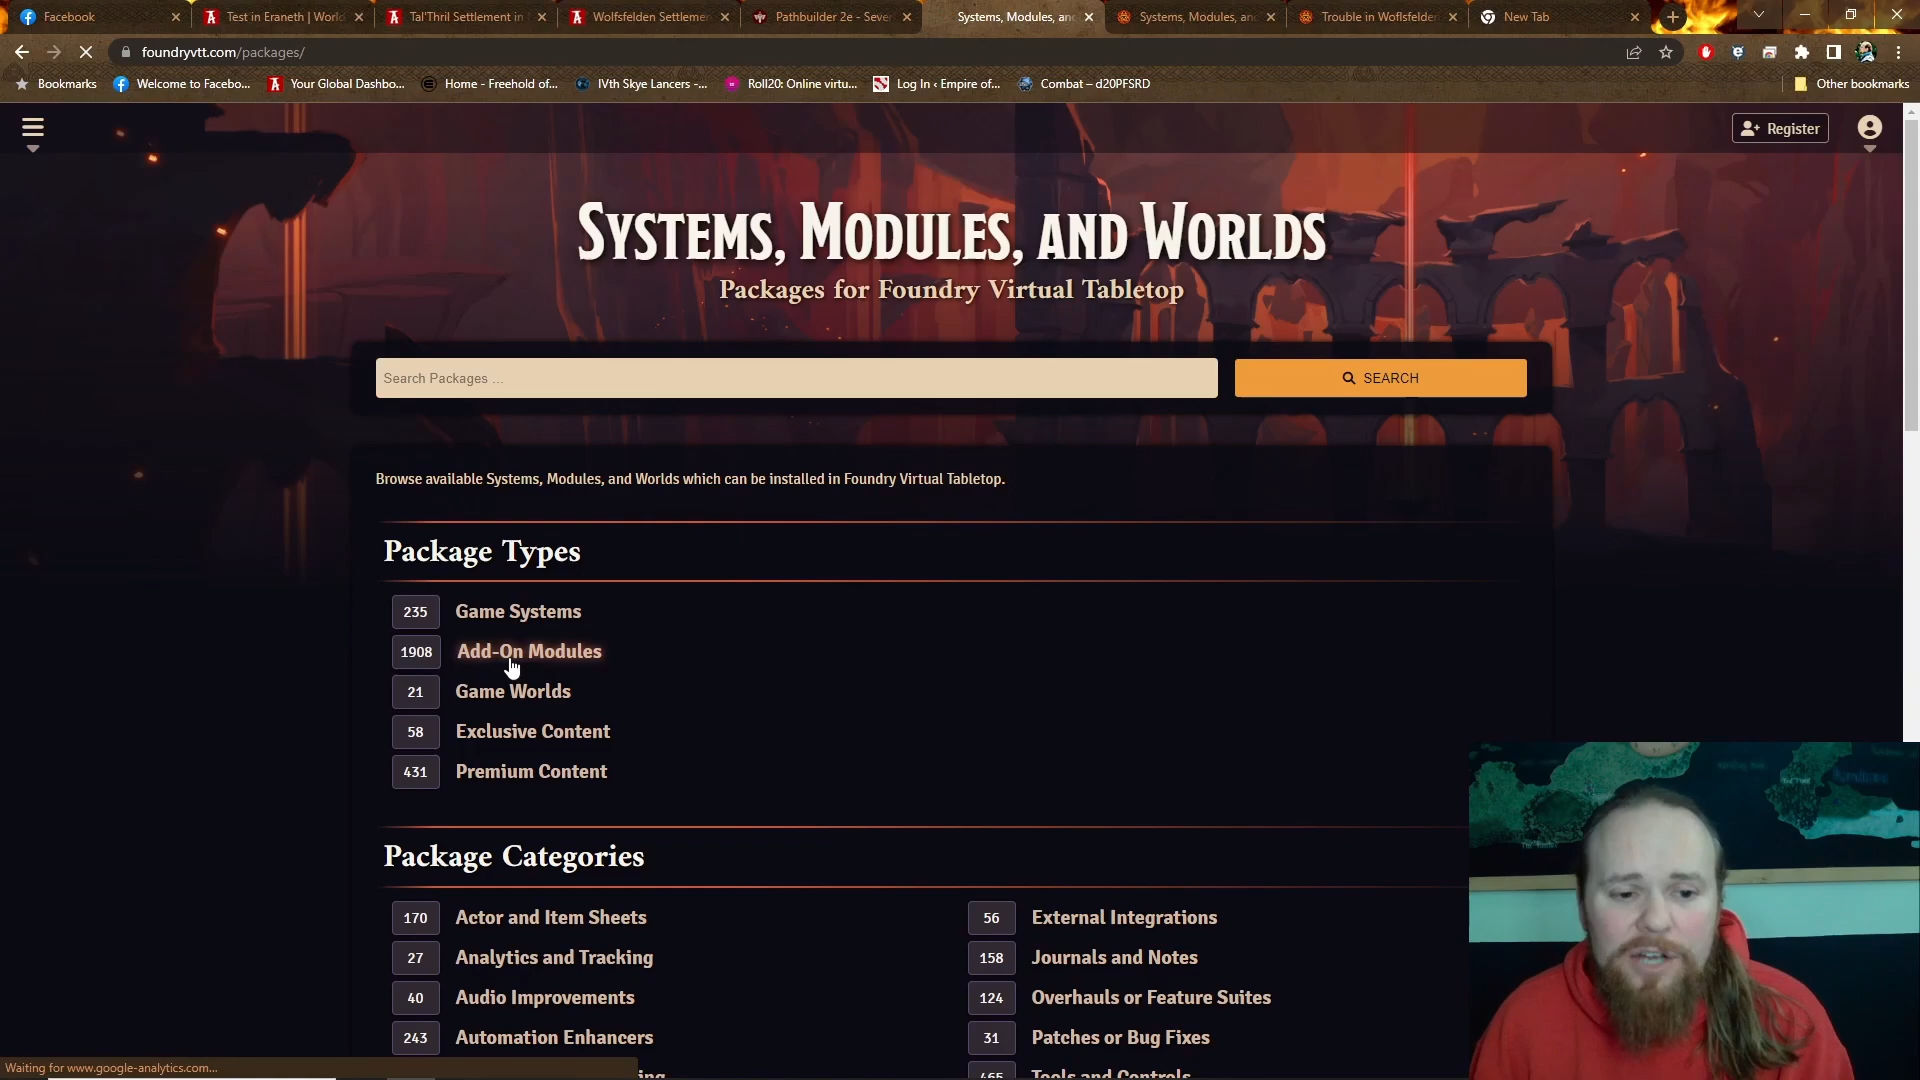 Facebook
Test in Eraneth | World
Tal'Thrill Settlement in
Wolfsfelden Settlemen
Pathbuilder 2e - Sever
Systems, Modules, and
Systems, Modules, and
Trouble in Woflsfelden
New Tab
foundryvtt.com/packages/
Bookmarks
Welcome to Facebo...
Your Global Dashbo...
Home - Freehold of...
IVth Skye Lancers -...
Roll20: Online virtu...
Log In ‹ Empire of...
Combat – d20PFSRD
Other bookmarks
Register
Systems, Modules, and Worlds
Packages for Foundry Virtual Tabletop
Search Packages ...
SEARCH
Browse available Systems, Modules, and Worlds which can be installed in Foundry Virtual Tabletop.
Package Types
235 Game Systems
1908 Add-On Modules
21 Game Worlds
58 Exclusive Content
431 Premium Content
Package Categories
170 Actor and Item Sheets
27 Analytics and Tracking
40 Audio Improvements
243 Automation Enhancers
56 External Integrations
158 Journals and Notes
124 Overhauls or Feature Suites
31 Patches or Bug Fixes
465 Tools and Controls
Waiting for www.google-analytics.com...